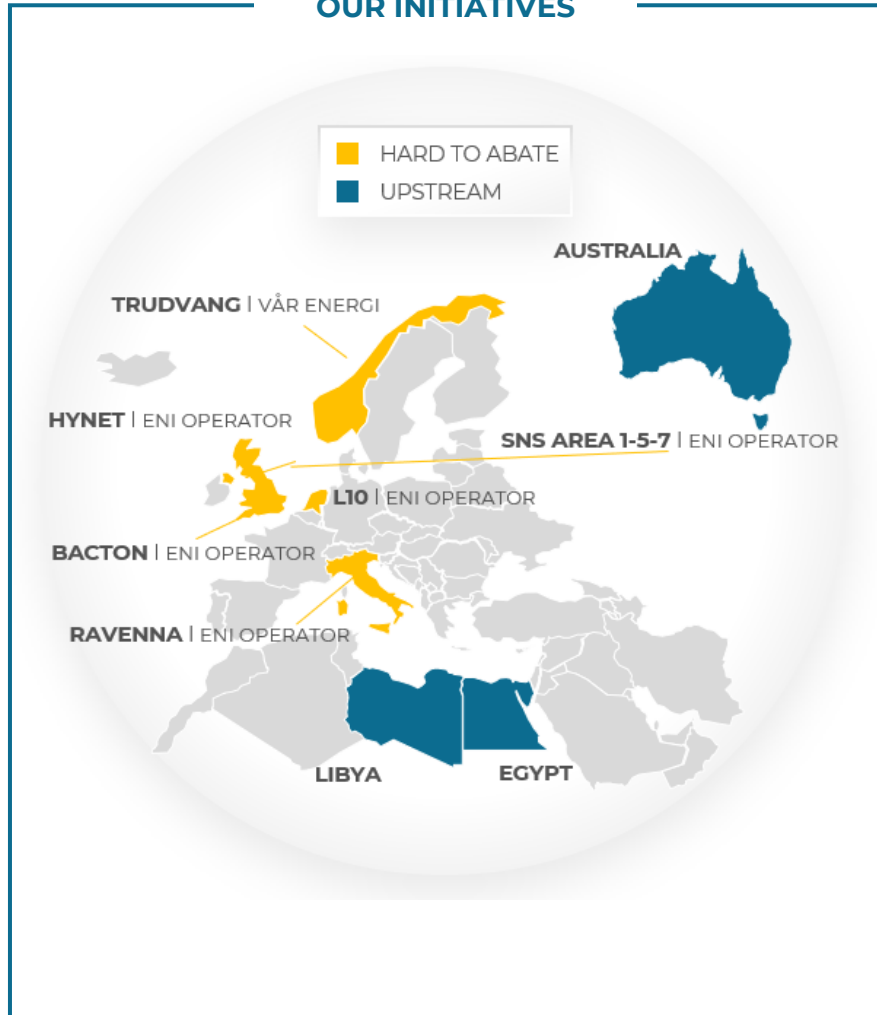 OUR INITIATIVES
HARD TO ABATE
UPSTREAM
AUSTRALIA
TRUDVANG | VÅR ENERGI
HYNET | ENI OPERATOR
SNS AREA 1-5-7 | ENI OPERATOR
L10 | ENI OPERATOR
BACTON | ENI OPERATOR
RAVENNA | ENI OPERATOR
LIBYA
EGYPT